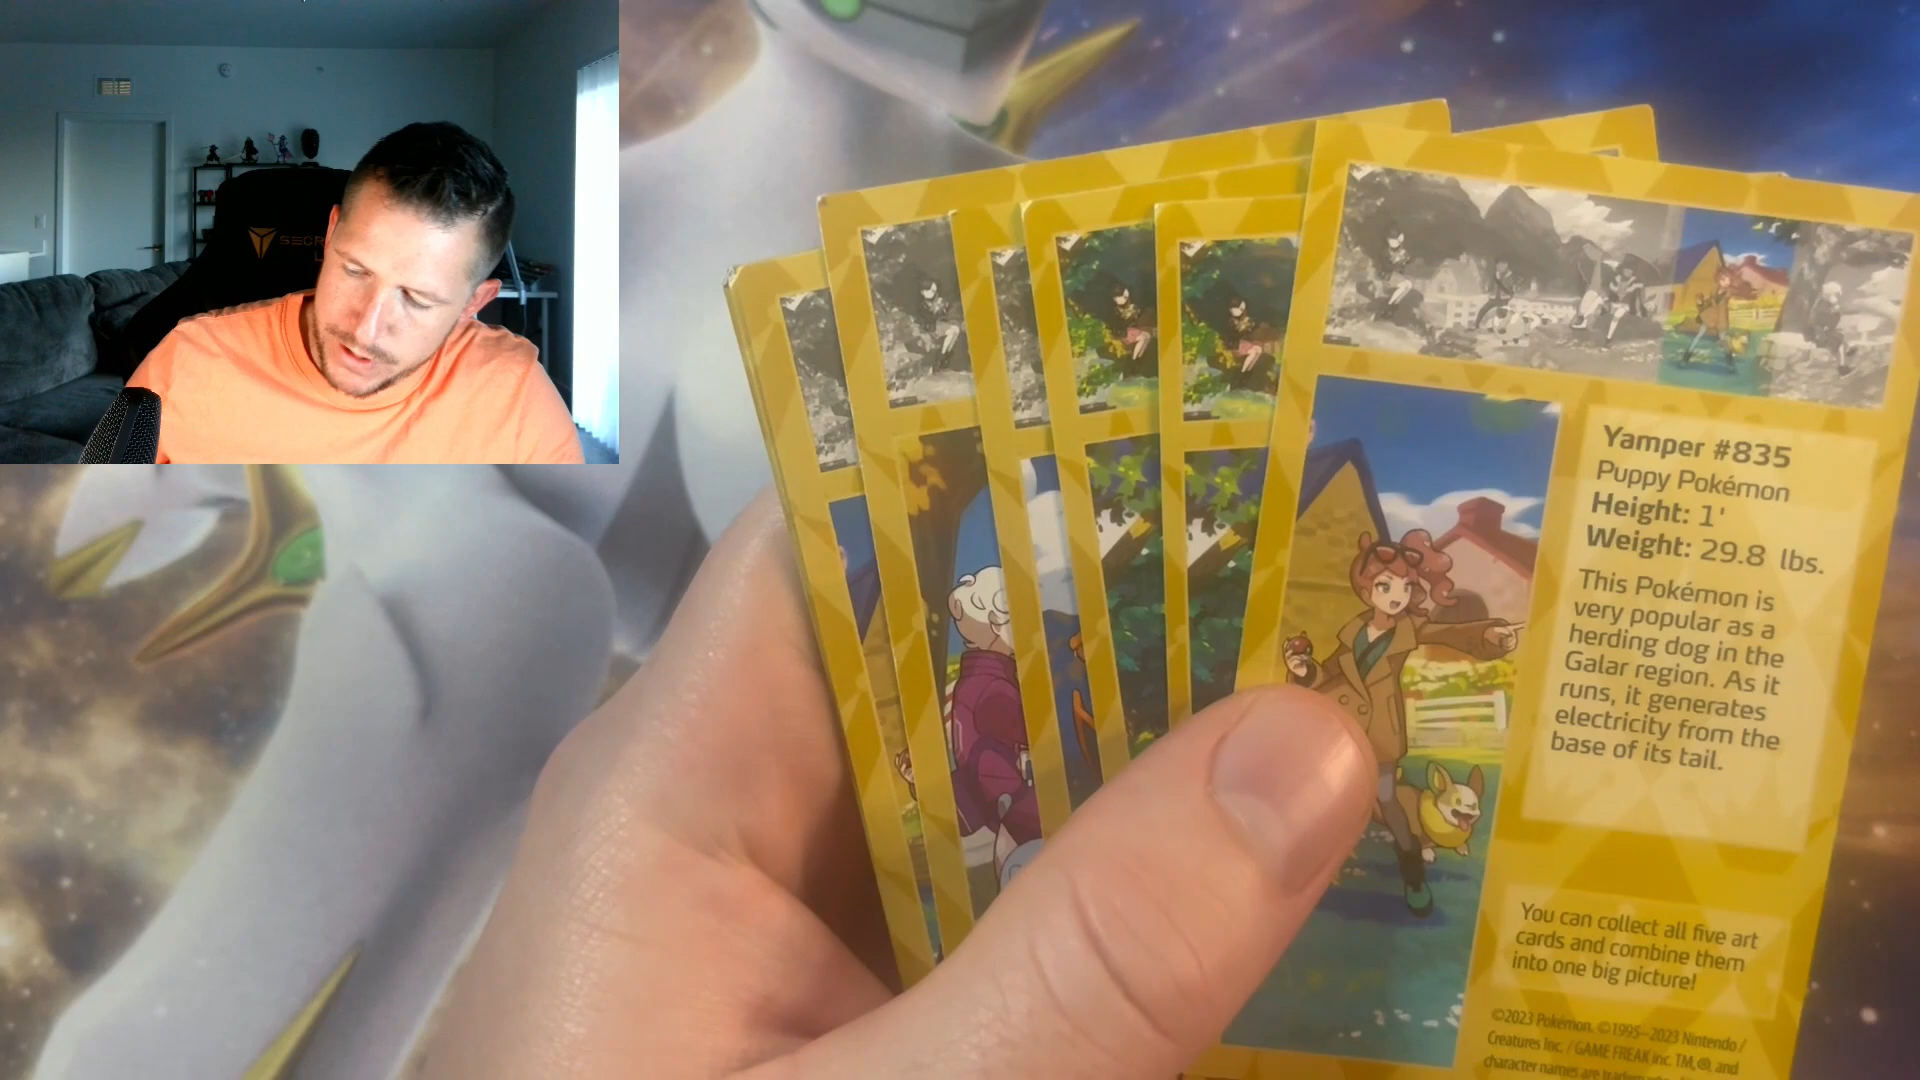 SECR
Yamper #835
Puppy Pokémon
Height: 1'
Weight: 29.8 lbs.
This Pokémon is
very popular as a
herding dog in the
Galar region. As it
runs, it generates
electricity from the
base of its tail.
You can collect all five art
cards and combine them
into one big picture!
©2023 Pokémon. ©1995–2023 Nintendo /
Creatures Inc. / GAME FREAK inc. TM, ®, and
character names are